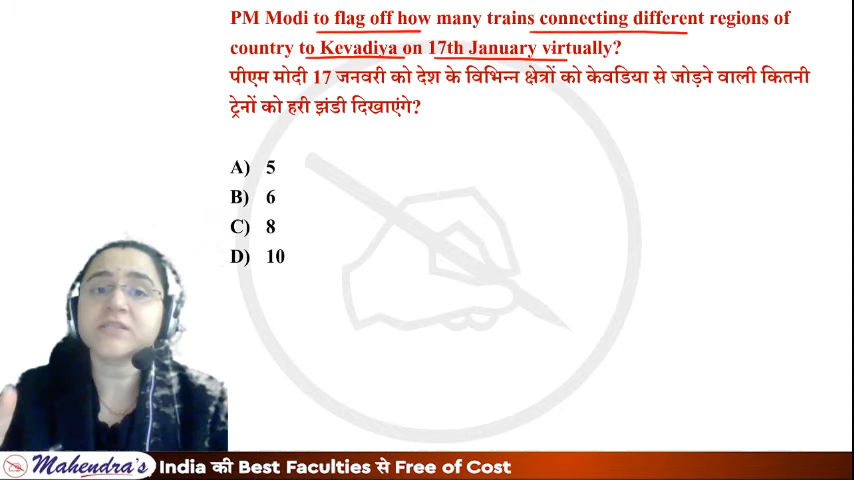 PM Modi to flag off how many trains connecting different regions of
country to Kevadiya on 17th January virtually?
पीएम मोदी 17 जनवरी को देश के विभिन्न क्षेत्रों को केवडिया से जोड़ने वाली कितनी
ट्रेनों को हरी झंडी दिखाएंगे?
A) 5
B) 6
C) 8
D) 10
Mahendra's India की Best Faculties से Free of Cost